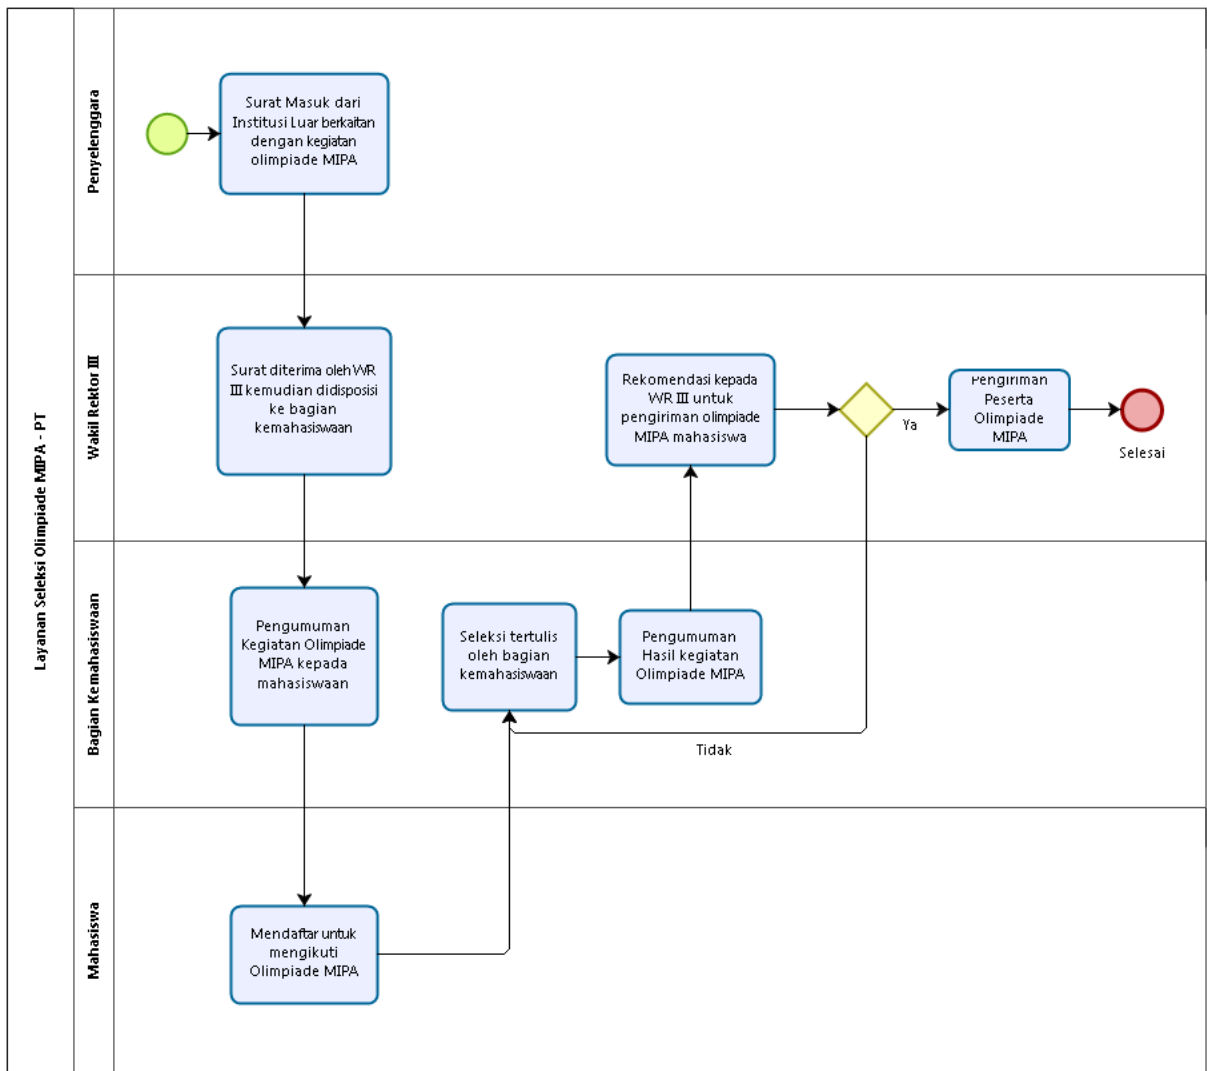 Layanan Seleksi Olimpiade MIPA - PT
Penyelenggara
Surat Masuk dari
Institusi Luar berkaitan
dengan kegiatan
olimpiade MIPA
Wakil Rektor III
Surat diterima oleh WR
III kemudian didisposisi
ke bagian
kemahasiswaan
Rekomendasi kepada
WR III untuk
pengiriman olimpiade
MIPA mahasiswa
Ya
Pengiriman
Peserta
Olimpiade
MIPA
Selesai
Bagian Kemahasiswaan
Pengumuman
Kegiatan Olimpiade
MIPA kepada
mahasiswaan
Seleksi tertulis
oleh bagian
kemahasiswaan
Pengumuman
Hasil kegiatan
Olimpiade MIPA
Tidak
Mahasiswa
Mendaftar untuk
mengikuti
Olimpiade MIPA